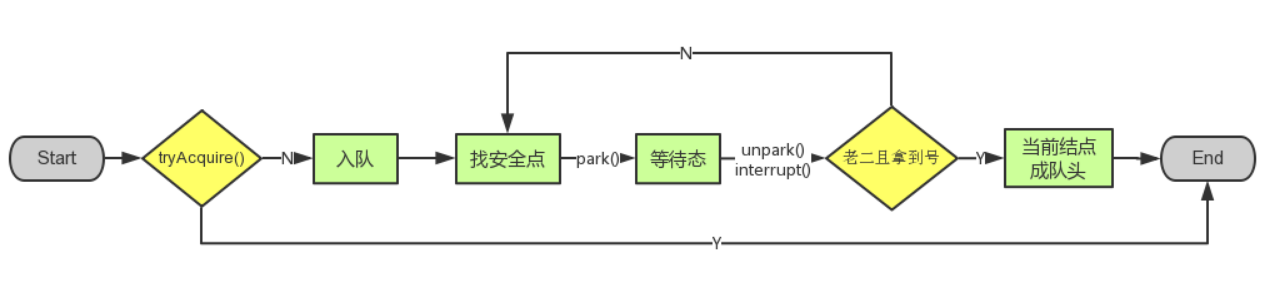 N
Start
tryAcquire()
N
入队
找安全点
park()
等待态
unpark()
interrupt()
老二且拿到号
Y
当前结点
成队头
End
Y